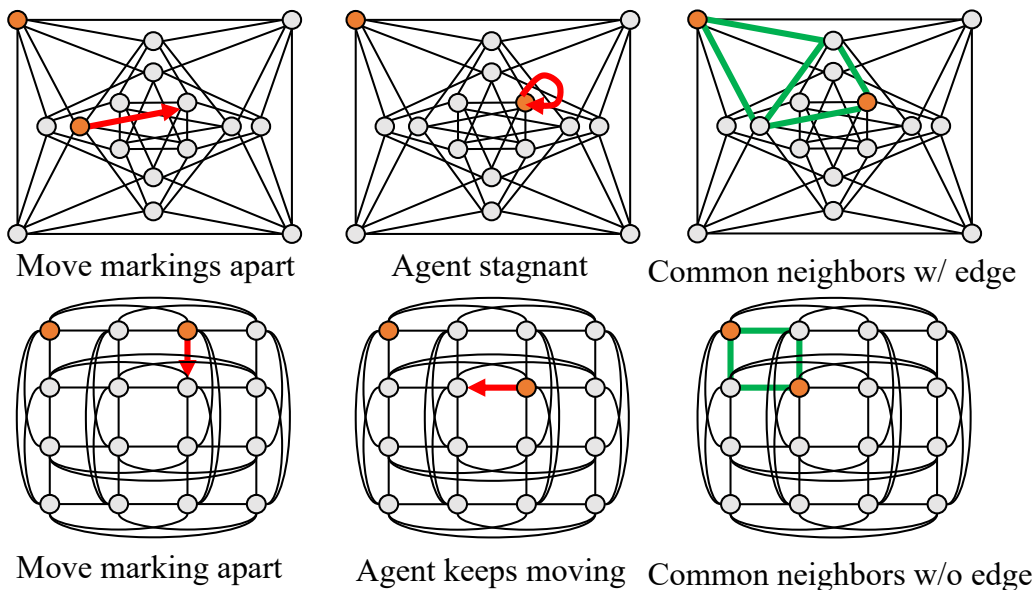 Move markings apart
Agent stagnant
Common neighbors w/ edge
Move marking apart
Agent keeps moving
Common neighbors w/o edge